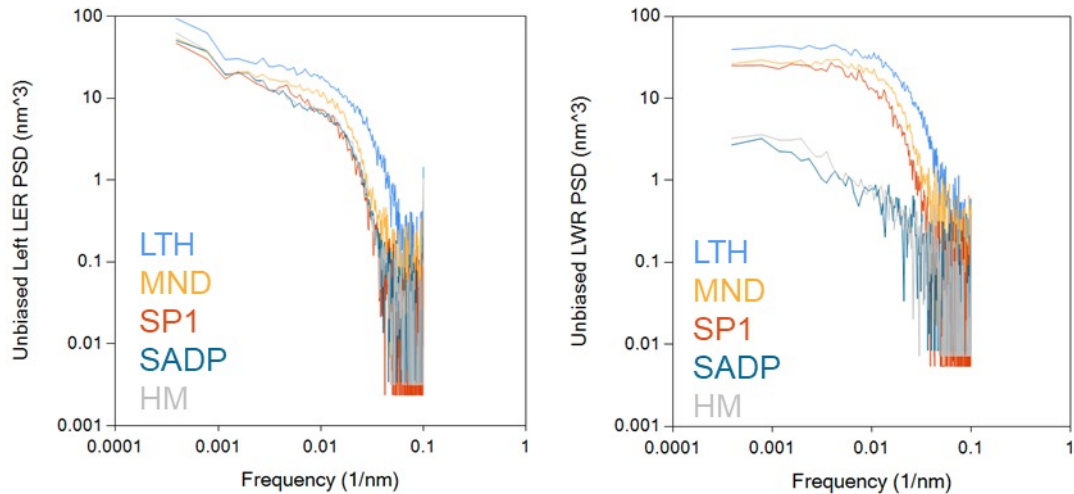 Unbiased Left LER PSD (nm^3)
100
10
1
0.1
0.01
0.001
LTH
MND
SP1
SADP
HM
0.0001
0.001
0.01
0.1
1
Frequency (1/nm)
Unbiased LWR PSD (nm^3)
100
10
1
0.1
0.01
0.001
LTH
MND
SP1
SADP
HM
0.0001
0.001
0.01
0.1
1
Frequency (1/nm)